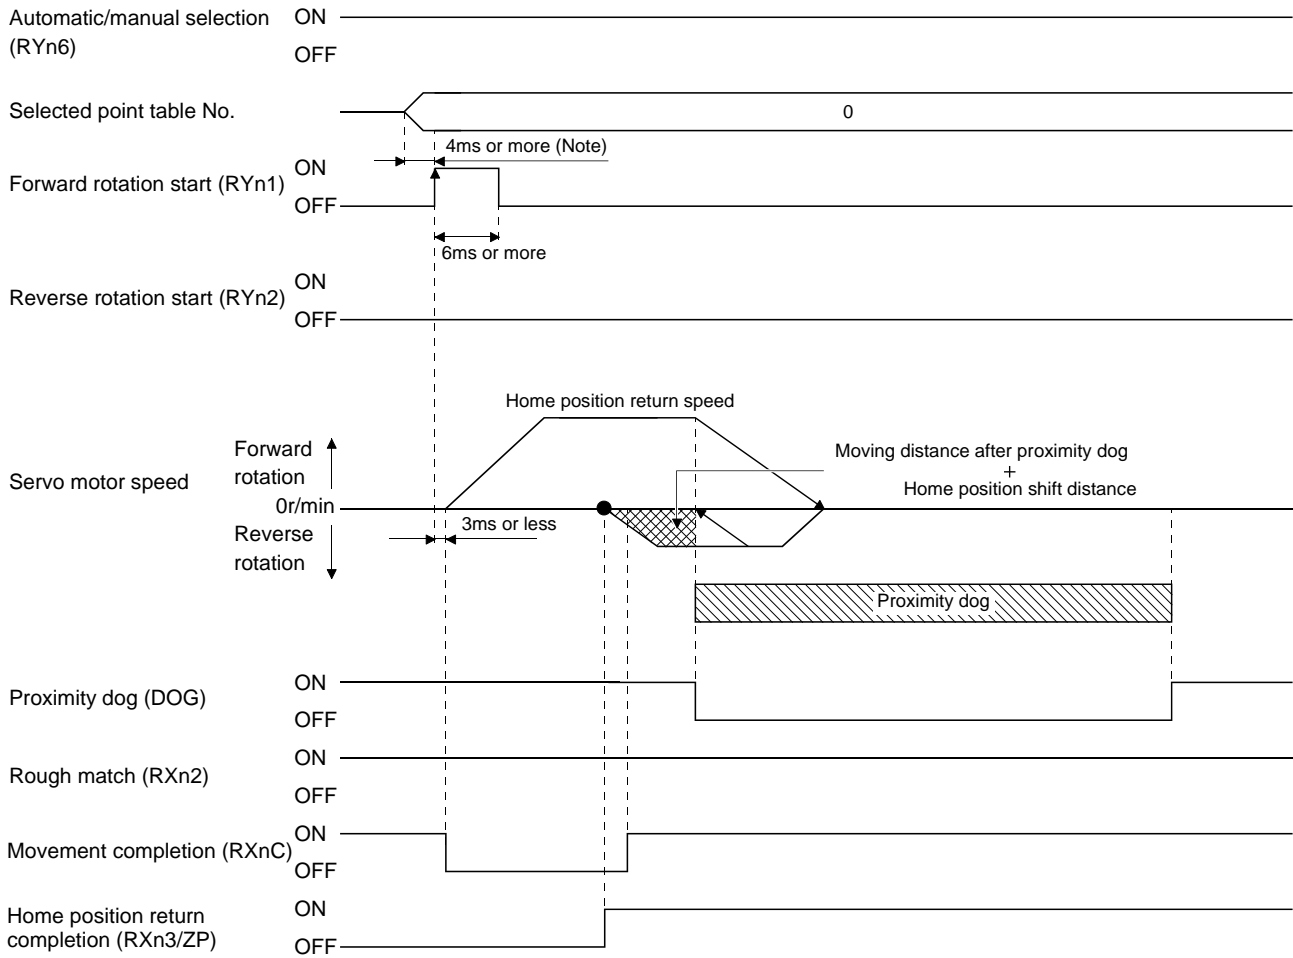 Automatic/manual selection
(RYn6)
ON
OFF
Selected point table No.
0
4ms or more (Note)
Forward rotation start (RYn1)
ON
OFF
6ms or more
Reverse rotation start (RYn2)
ON
OFF
Home position return speed
Servo motor speed
Forward
rotation
0r/min
Reverse
rotation
3ms or less
Moving distance after proximity dog
+
Home position shift distance
Proximity dog
Proximity dog (DOG)
ON
OFF
Rough match (RXn2)
ON
OFF
Movement completion (RXnC)
ON
OFF
Home position return
completion (RXn3/ZP)
ON
OFF